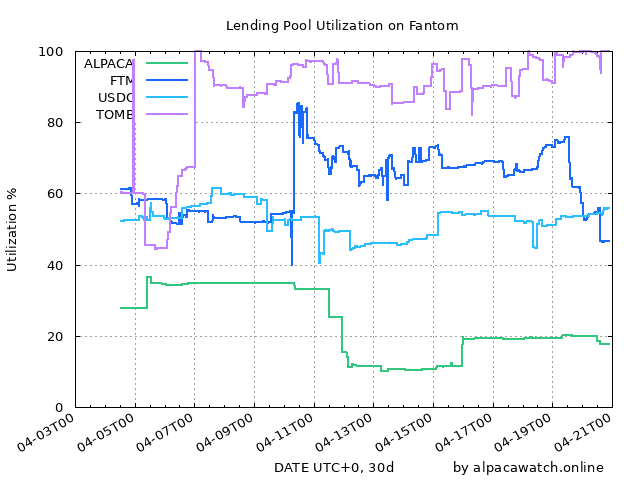 Lending Pool Utilization on Fantom
100
80
60
40
20
0
Utilization %
ALPACA
FTM
USDC
TOMB
04-03T00
04-05T00
04-07T00
04-09T00
04-11T00
04-13T00
04-15T00
04-17T00
04-19T00
04-21T00
DATE UTC+0, 30d
by alpacawatch.online